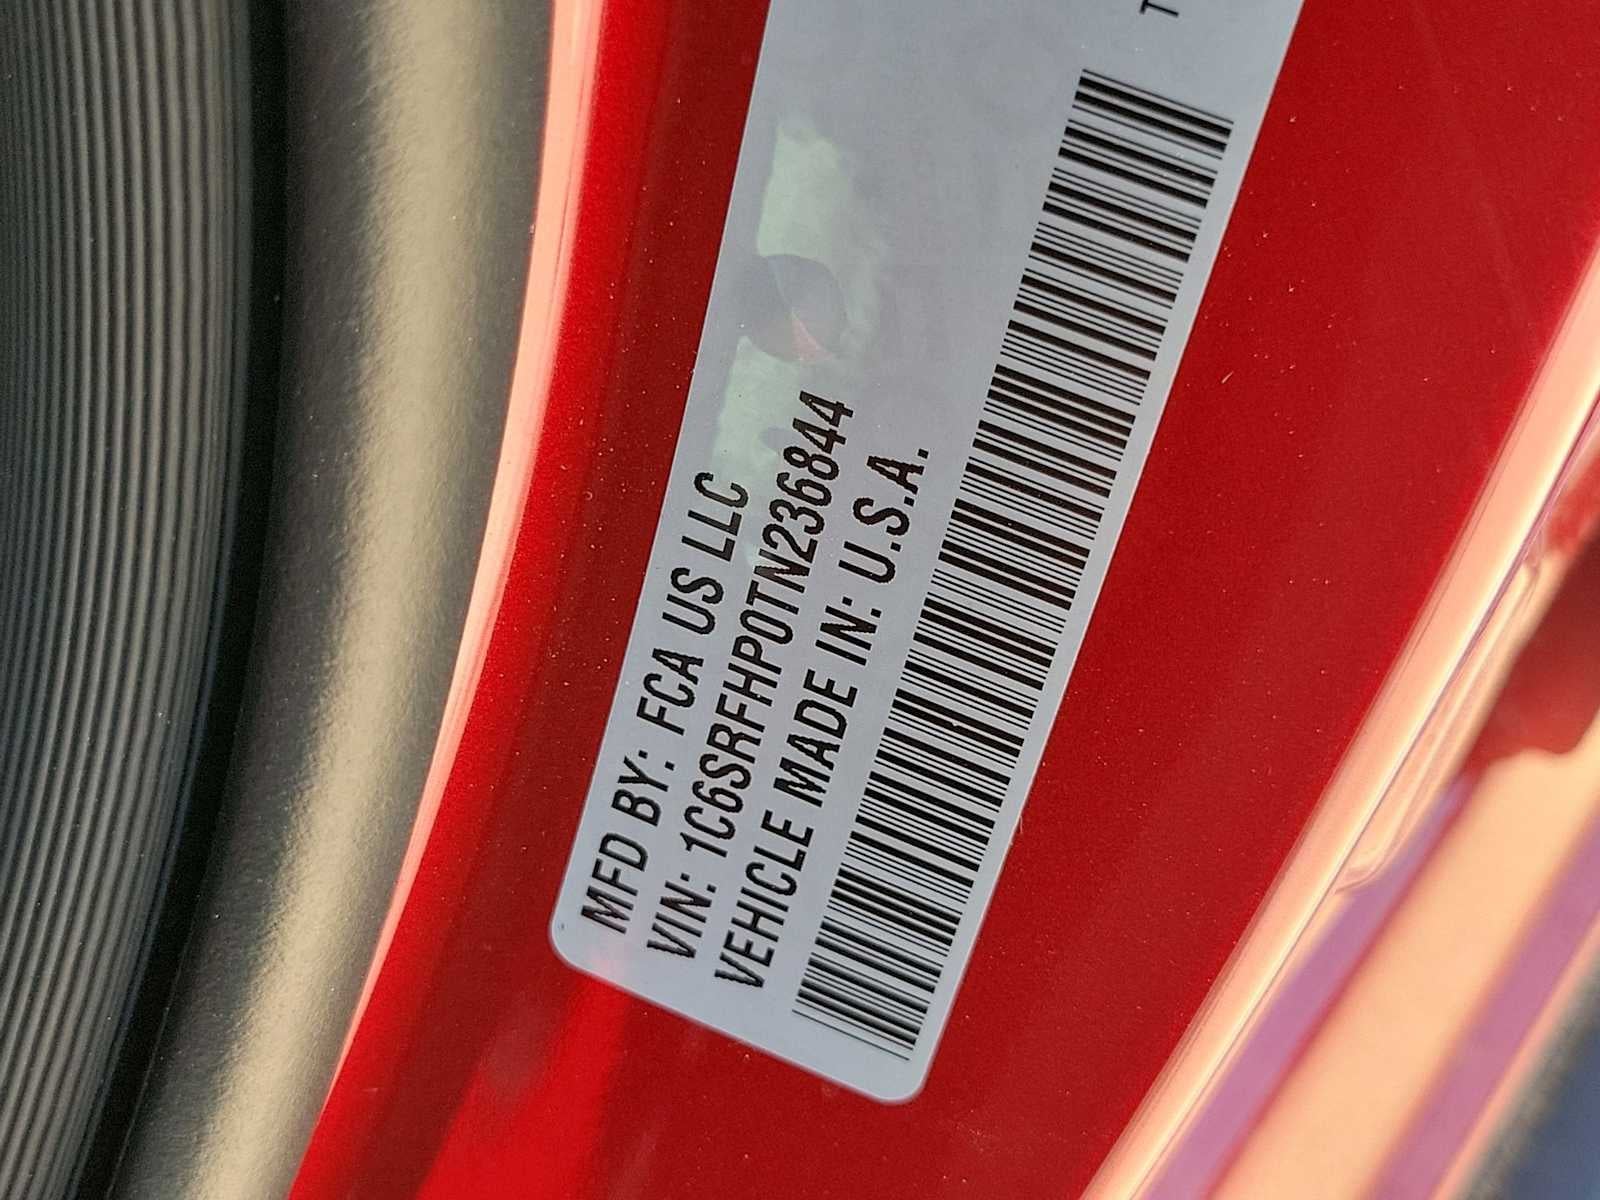 MFD BY: FCA US LLC
VIN: 1C6SRFHP0TN236844
VEHICLE MADE IN: U.S.A.
T